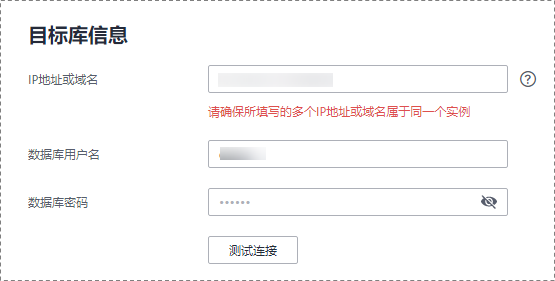 目标库信息
IP地址或域名
请确保所填写的多个IP地址或域名属于同一个实例
数据库用户名
数据库密码
测试连接